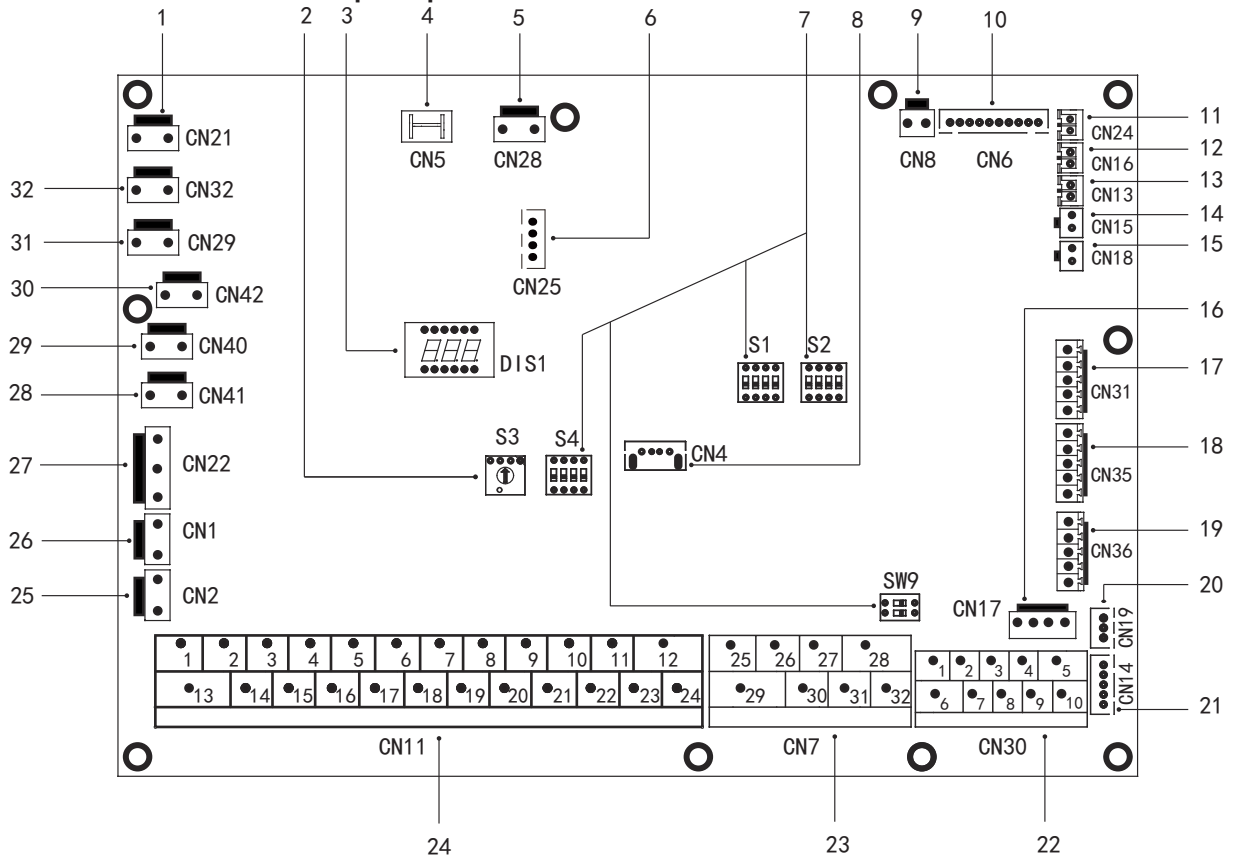 1 2 3 4 5 6 7 8 9 10
CN21 CN5 CN28 CN8 CN6 CN24 11
CN16 12
32 CN32 CN13 13
CN15 14
31 CN29 CN18 15
CN25
30 CN42 16
29 CN40 DIS1 S1 S2
28 CN41 CN31 17
S3 S4 CN4 18
27 CN22 CN35
26 CN1 CN36 19
25 CN2 SW9 CN17 CN19 20
1 2 3 4 5 6 7 8 9 10 11 12 25 26 27 28 1 2 3 4 5 CN14
13 14 15 16 17 18 19 20 21 22 23 24 29 30 31 32 6 7 8 9 10 21
CN11 CN7 CN30
24 23 22